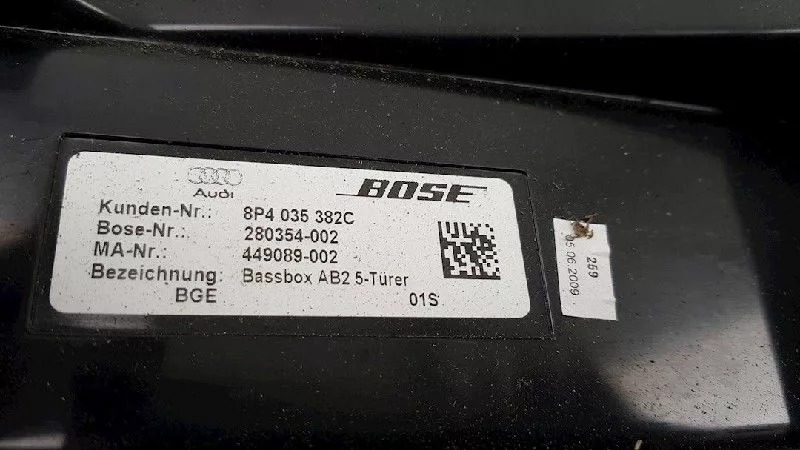 Audi
BOSE
Kunden-Nr.: 8P4 035 382C
Bose-Nr.: 280354-002
MA-Nr.: 449089-002
Bezeichnung: Bassbox AB2 5-Türer
BGE 01S
259
05.06.2009